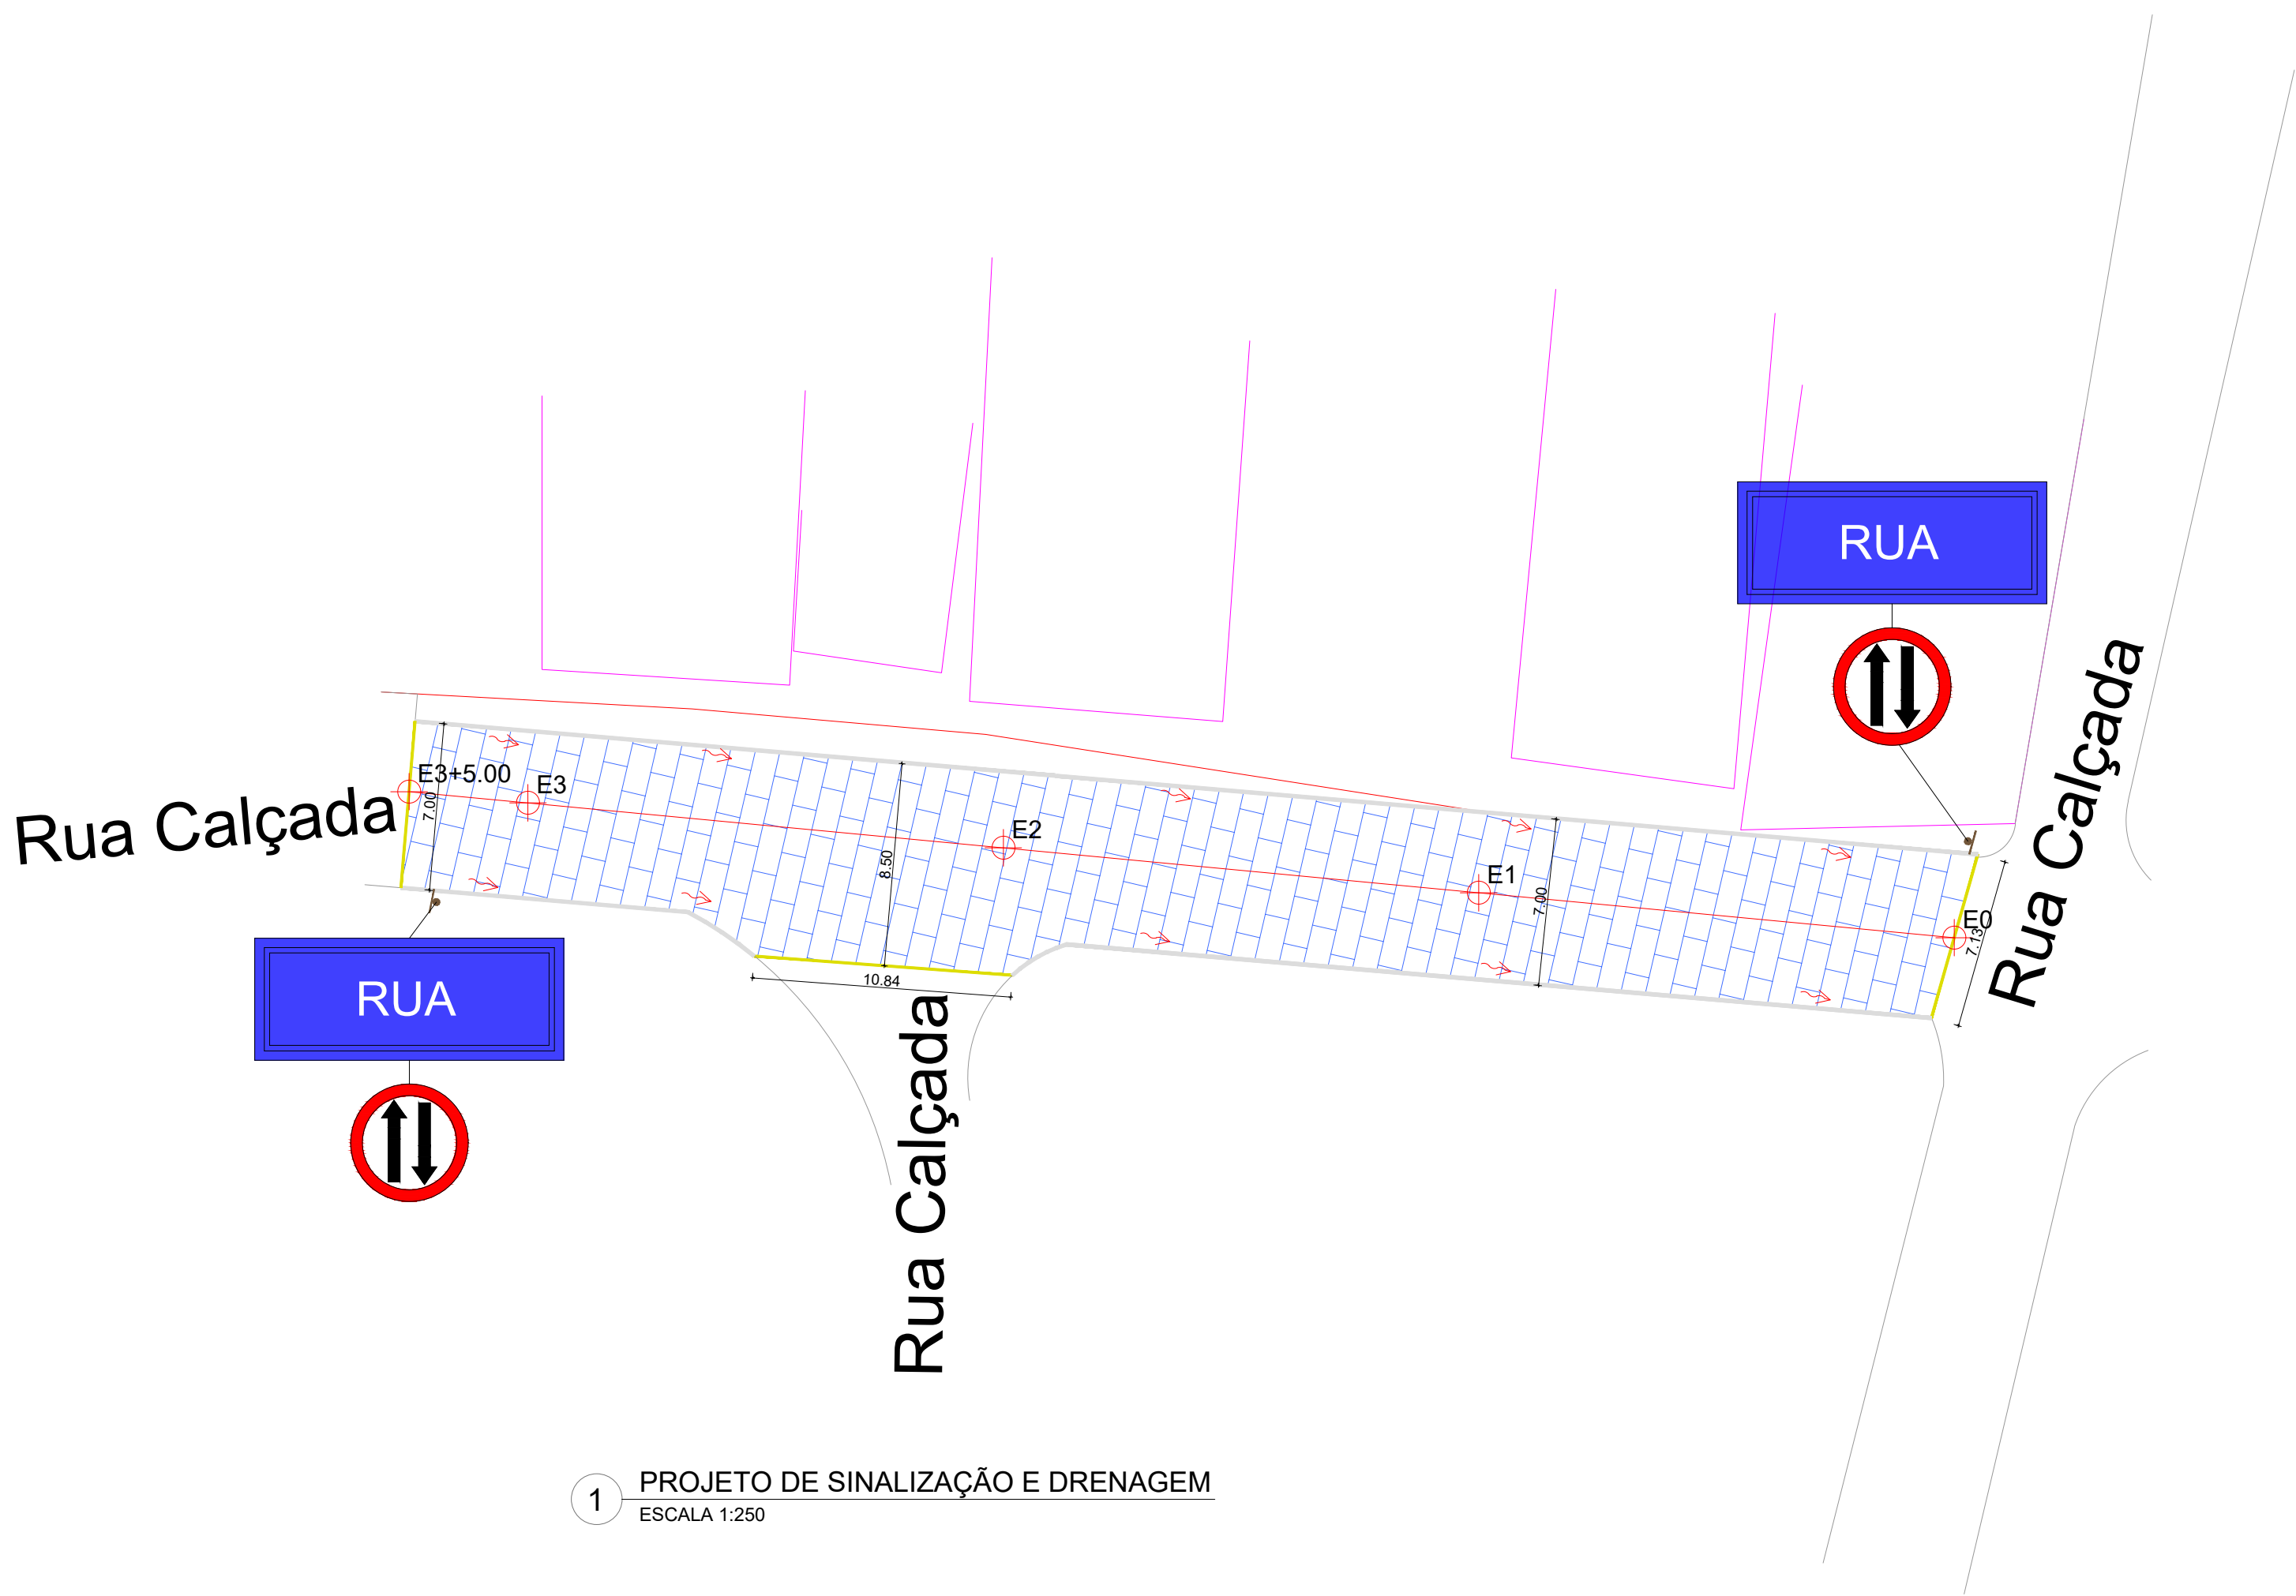 RUA
Rua Calçada
E3+5.00
7.00
E3
E2
8.50
E1
7.00
E0
7.13
Rua Calçada
10.84
RUA
Rua Calçada
1
PROJETO DE SINALIZAÇÃO E DRENAGEM
ESCALA 1:250